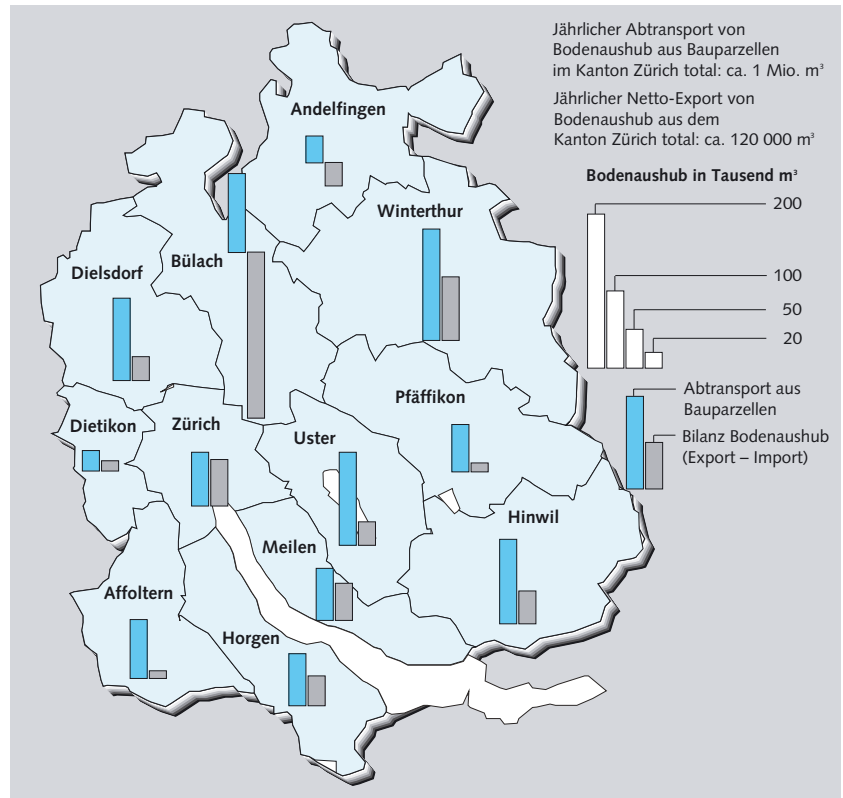 Jährlicher Abtransport von
Bodenaushub aus Bauparzellen
im Kanton Zürich total: ca. 1 Mio. m³
Jährlicher Netto-Export von
Bodenaushub aus dem
Kanton Zürich total: ca. 120 000 m³
Bodenaushub in Tausend m³
200
100
50
20
Abtransport aus
Bauparzellen
Bilanz Bodenaushub
(Export – Import)
Andelfingen
Winterthur
Bülach
Dielsdorf
Pfäffikon
Dietikon
Zürich
Uster
Hinwil
Meilen
Affoltern
Horgen